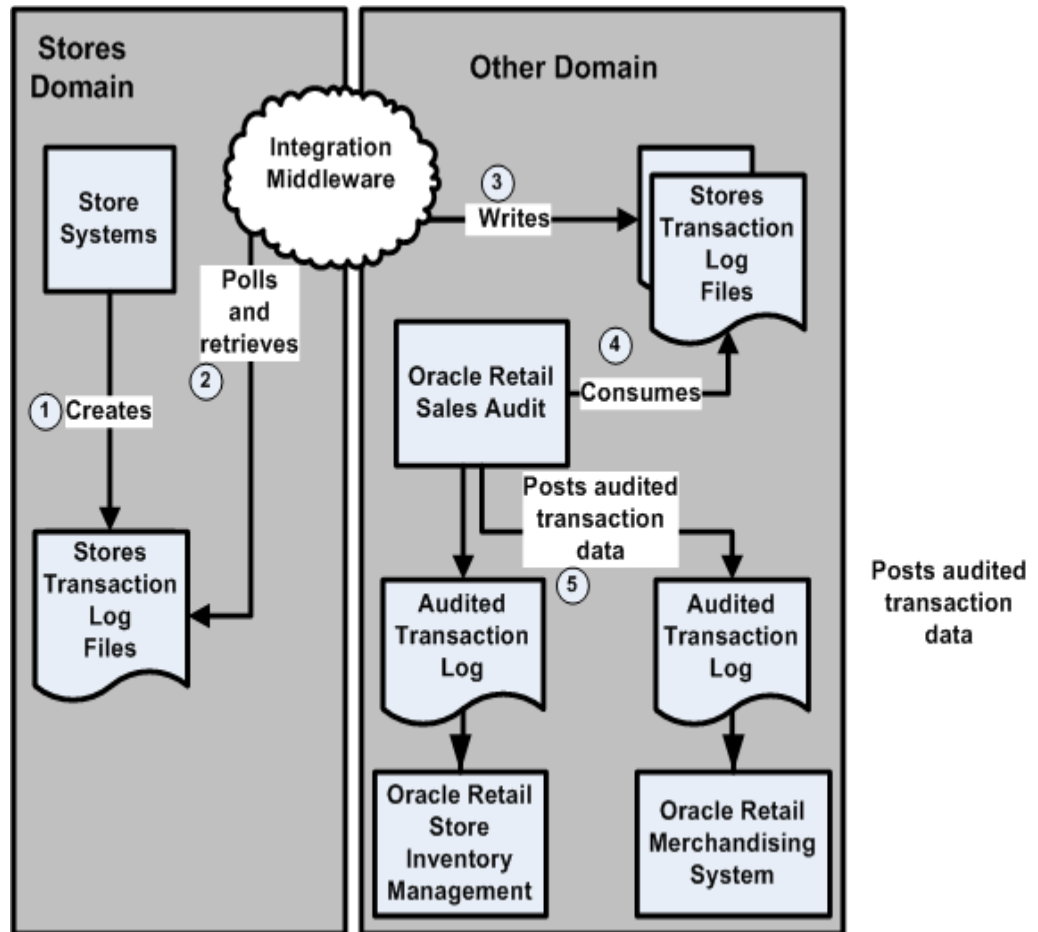 Stores
Domain
Other Domain
Integration
Middleware
Store
Systems
3
Writes
Stores
Transaction
Log
Files
Polls
and
retrieves
2
4
Consumes
Oracle Retail
Sales Audit
1
Creates
Posts audited
transaction
data
5
Stores
Transaction
Log
Files
Audited
Transaction
Log
Audited
Transaction
Log
Posts audited
transaction
data
Oracle Retail
Store
Inventory
Management
Oracle Retail
Merchandising
System